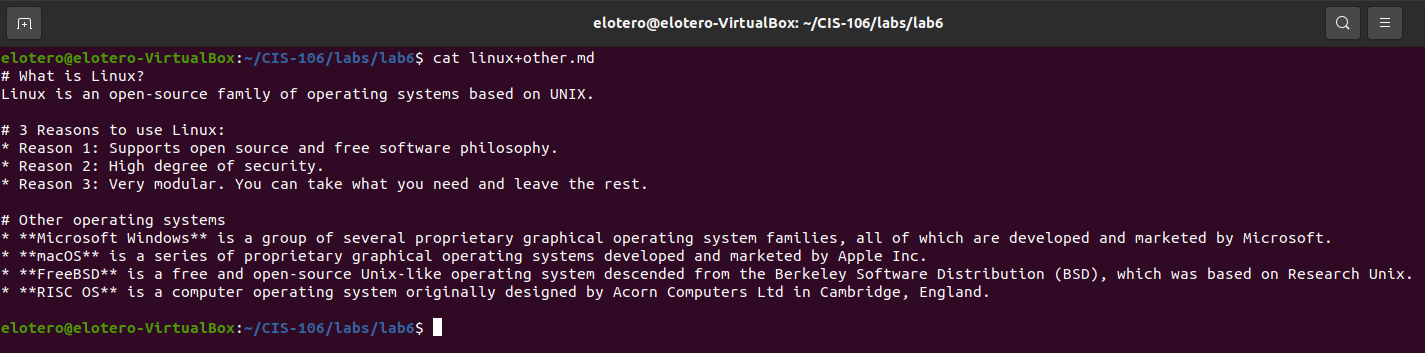 elotero@elotero-VirtualBox: ~/CIS-106/labs/lab6
elotero@elotero-VirtualBox:~/CIS-106/labs/lab6$ cat linux+other.md
# What is Linux?
Linux is an open-source family of operating systems based on UNIX.
# 3 Reasons to use Linux:
* Reason 1: Supports open source and free software philosophy.
* Reason 2: High degree of security.
* Reason 3: Very modular. You can take what you need and leave the rest.
# Other operating systems
* **Microsoft Windows** is a group of several proprietary graphical operating system families, all of which are developed and marketed by Microsoft.
* **macOS** is a series of proprietary graphical operating systems developed and marketed by Apple Inc.
* **FreeBSD** is a free and open-source Unix-like operating system descended from the Berkeley Software Distribution (BSD), which was based on Research Unix.
* **RISC OS** is a computer operating system originally designed by Acorn Computers Ltd in Cambridge, England.
elotero@elotero-VirtualBox:~/CIS-106/labs/lab6$